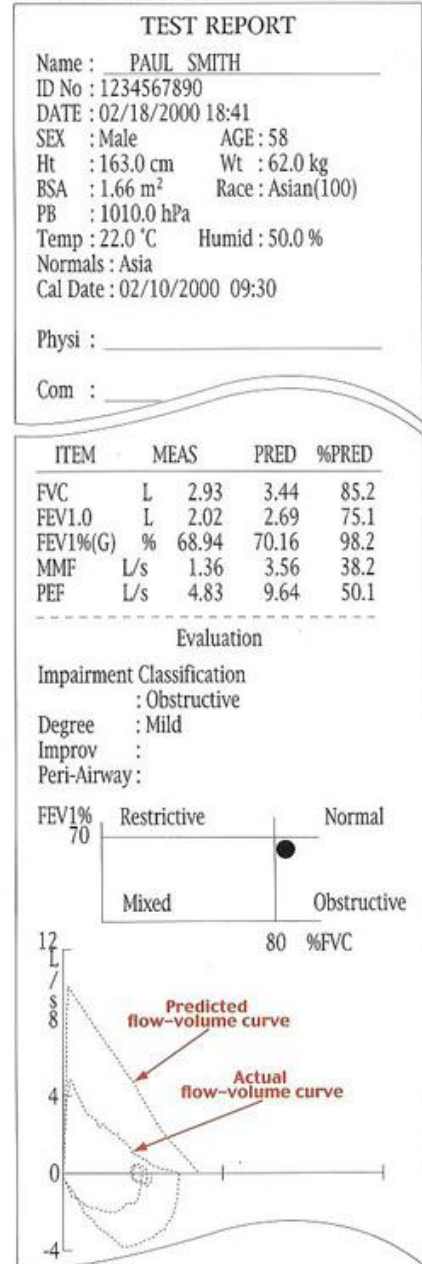 TEST REPORT
Name : PAUL SMITH
ID No : 1234567890
DATE : 02/18/2000 18:41
SEX : Male AGE : 58
Ht : 163.0 cm Wt : 62.0 kg
BSA : 1.66 m² Race : Asian(100)
PB : 1010.0 hPa
Temp : 22.0 °C Humid : 50.0 %
Normals : Asia
Cal Date : 02/10/2000 09:30
Physi :
Com :
ITEM MEAS PRED %PRED
FVC L 2.93 3.44 85.2
FEV1.0 L 2.02 2.69 75.1
FEV1%(G) % 68.94 70.16 98.2
MMF L/s 1.36 3.56 38.2
PEF L/s 4.83 9.64 50.1
Evaluation
Impairment Classification
: Obstructive
Degree : Mild
Improv :
Peri-Airway :
FEV1% Restrictive Normal
70
Mixed Obstructive
80 %FVC
12
L/s
8
Predicted
flow-volume curve
Actual
flow-volume curve
4
0
-4